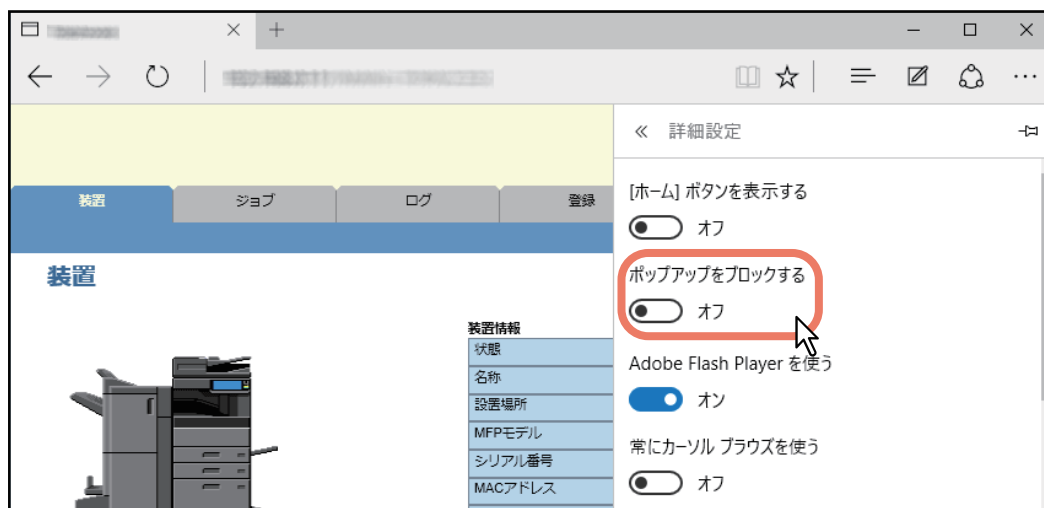 詳細設定
装置
ジョブ
ログ
登録
[ホーム] ボタンを表示する
オフ
ポップアップをブロックする
オフ
Adobe Flash Player を使う
オン
常にカーソル ブラウズを使う
オフ
装置
装置情報
状態
名称
設置場所
MFPモデル
シリアル番号
MACアドレス